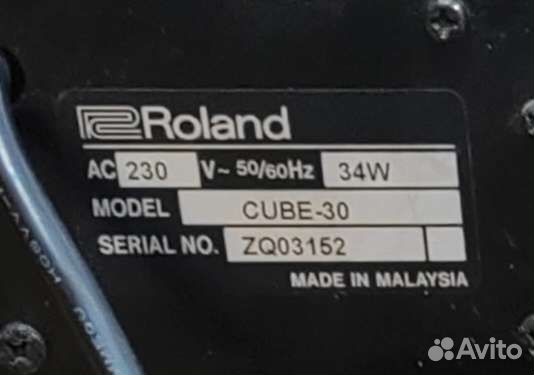 Roland
AC 230 V~ 50/60Hz 34W
MODEL CUBE-30
SERIAL NO. ZQ03152
MADE IN MALAYSIA
Avito